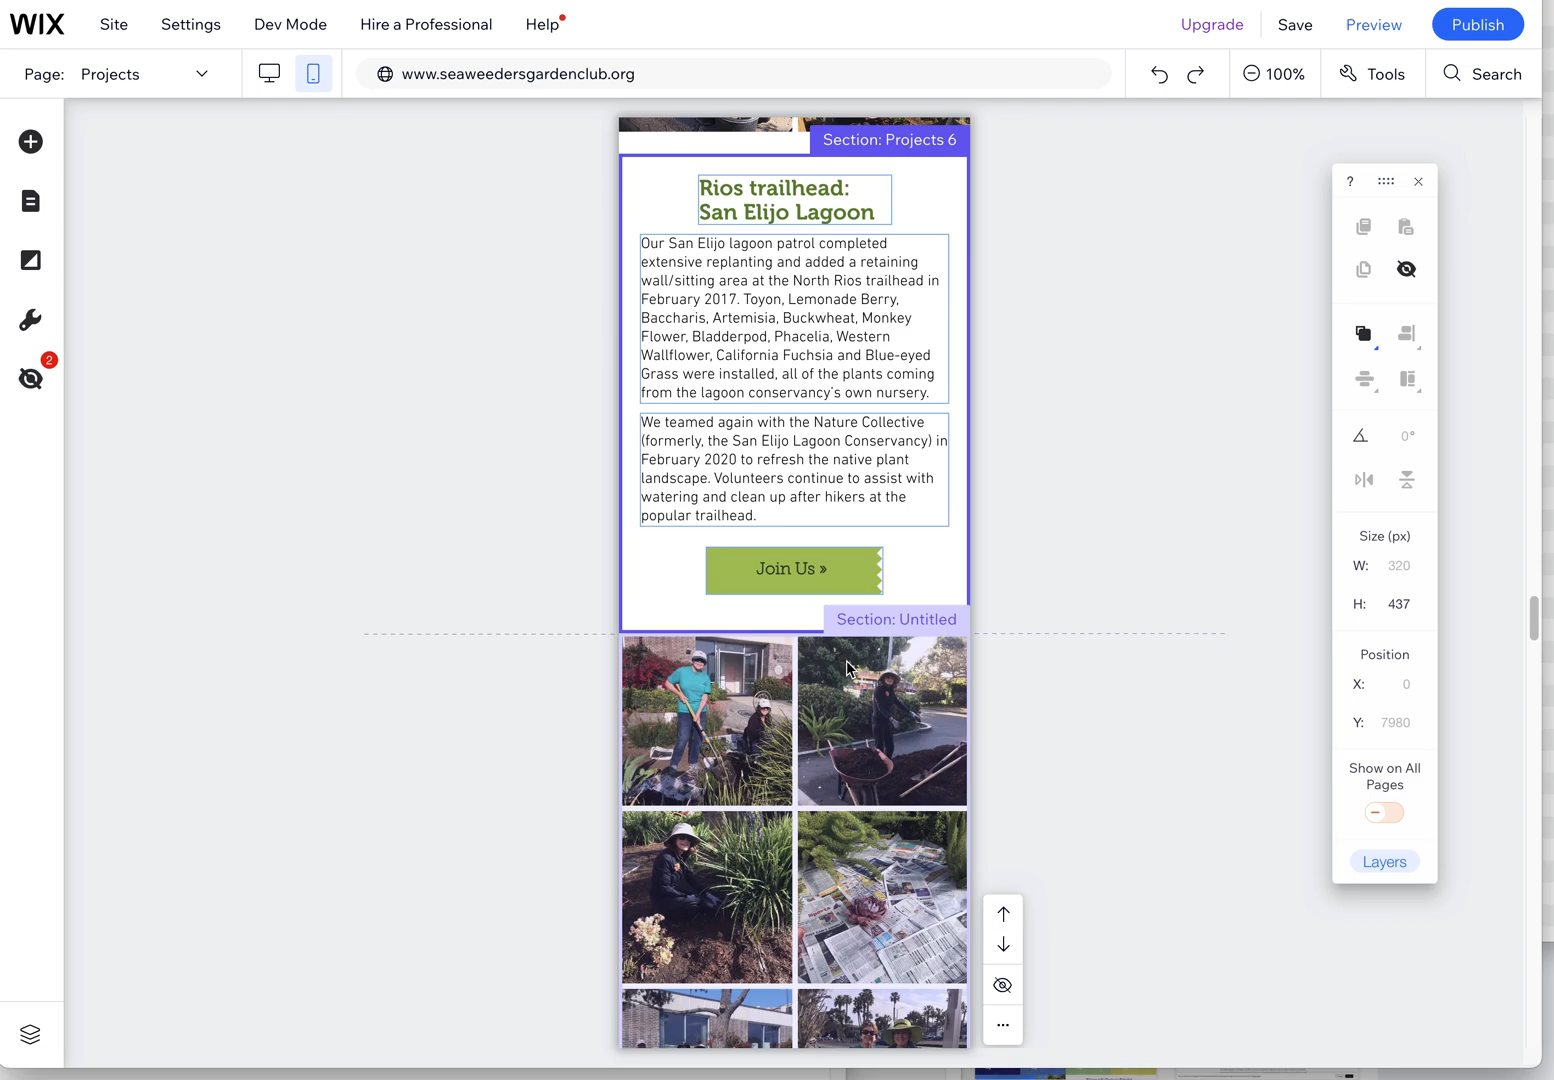 WIX
Site
Settings
Dev Mode
Hire a Professional
Help
Upgrade
Save
Preview
Publish
Page: Projects
www.seaweedersgardenclub.org
100%
Tools
Search
2
Section: Projects 6
Rios trailhead:
San Elijo Lagoon
Our San Elijo lagoon patrol completed
extensive replanting and added a retaining
wall/sitting area at the North Rios trailhead in
February 2017. Toyon, Lemonade Berry,
Baccharis, Artemisia, Buckwheat, Monkey
Flower, Bladderpod, Phacelia, Western
Wallflower, California Fuchsia and Blue-eyed
Grass were installed, all of the plants coming
from the lagoon conservancy’s own nursery.
We teamed again with the Nature Collective
(formerly, the San Elijo Lagoon Conservancy) in
February 2020 to refresh the native plant
landscape. Volunteers continue to assist with
watering and clean up after hikers at the
popular trailhead.
Join Us »
Section: Untitled
?
0°
Size (px)
W: 320
H: 437
Position
X: 0
Y: 7980
Show on All
Pages
Layers